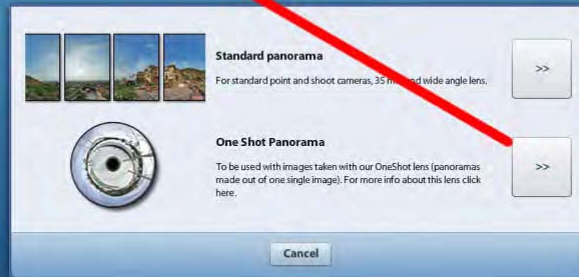 Standard panorama
For standard point and shoot cameras, 35 and wide angle lens.
>>
One Shot Panorama
To be used with images taken with our OneShot lens (panoramas
made out of one single image). For more info about this lens click
here.
>>
Cancel